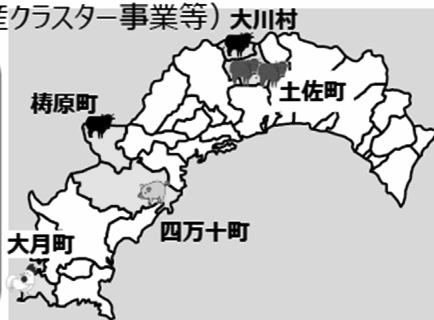 産クラスター事業等）
大川村
土佐町
梼原町
四万十町
大月町